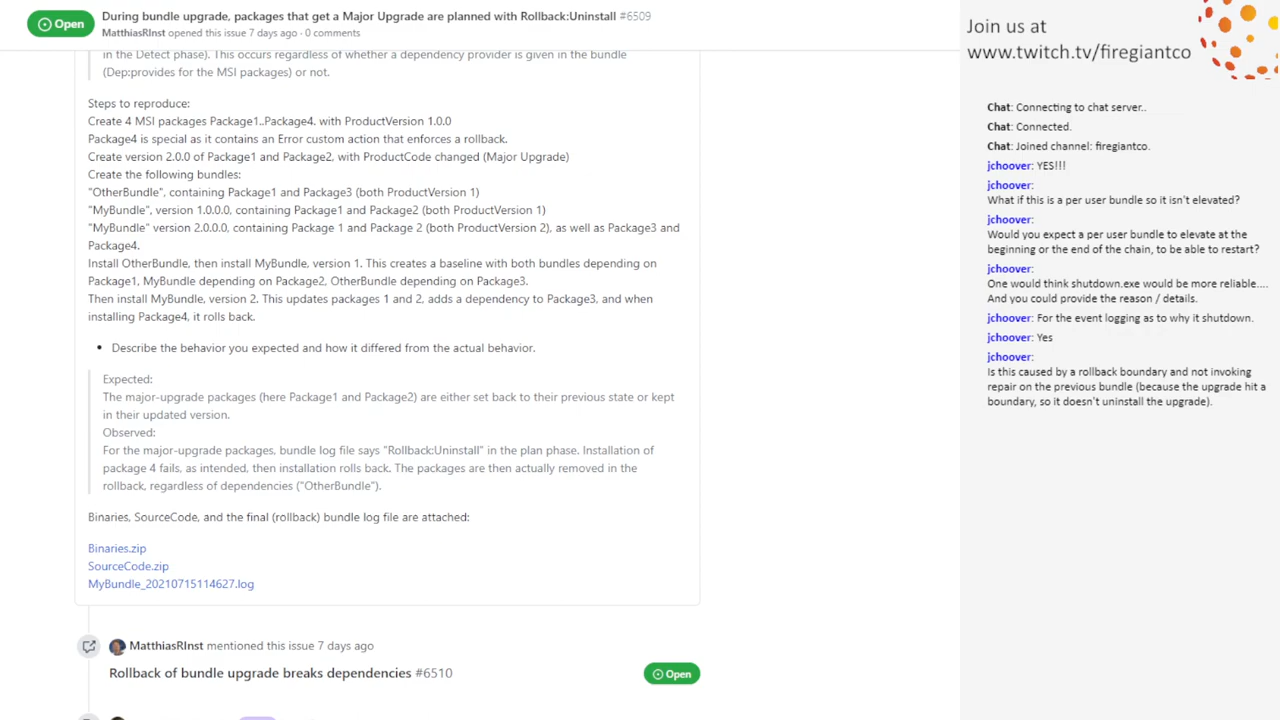 Open
During bundle upgrade, packages that get a Major Upgrade are planned with Rollback:Uninstall #6509
MatthiasRInst opened this issue 7 days ago · 0 comments
in the Detect phase). This occurs regardless of whether a dependency provider is given in the bundle
(Dep:provides for the MSI packages) or not.
Steps to reproduce:
Create 4 MSI packages Package1..Package4. with ProductVersion 1.0.0
Package4 is special as it contains an Error custom action that enforces a rollback.
Create version 2.0.0 of Package1 and Package2, with ProductCode changed (Major Upgrade)
Create the following bundles:
"OtherBundle", containing Package1 and Package3 (both ProductVersion 1)
"MyBundle", version 1.0.0.0, containing Package1 and Package2 (both ProductVersion 1)
"MyBundle" version 2.0.0.0, containing Package 1 and Package 2 (both ProductVersion 2), as well as Package3 and
Package4.
Install OtherBundle, then install MyBundle, version 1. This creates a baseline with both bundles depending on
Package1, MyBundle depending on Package2, OtherBundle depending on Package3.
Then install MyBundle, version 2. This updates packages 1 and 2, adds a dependency to Package3, and when
installing Package4, it rolls back.
• Describe the behavior you expected and how it differed from the actual behavior.
Expected:
The major-upgrade packages (here Package1 and Package2) are either set back to their previous state or kept
in their updated version.
Observed:
For the major-upgrade packages, bundle log file says "Rollback:Uninstall" in the plan phase. Installation of
package 4 fails, as intended, then installation rolls back. The packages are then actually removed in the
rollback, regardless of dependencies ("OtherBundle").
Binaries, SourceCode, and the final (rollback) bundle log file are attached:
Binaries.zip
SourceCode.zip
MyBundle_20210715114627.log
MatthiasRInst mentioned this issue 7 days ago
Rollback of bundle upgrade breaks dependencies #6510
Open
Join us at
www.twitch.tv/firegiantco
Chat: Connecting to chat server..
Chat: Connected.
Chat: Joined channel: firegiantco.
jchoover: YES!!!
jchoover:
What if this is a per user bundle so it isn't elevated?
jchoover:
Would you expect a per user bundle to elevate at the
beginning or the end of the chain, to be able to restart?
jchoover:
One would think shutdown.exe would be more reliable....
And you could provide the reason / details.
jchoover: For the event logging as to why it shutdown.
jchoover: Yes
jchoover:
Is this caused by a rollback boundary and not invoking
repair on the previous bundle (because the upgrade hit a
boundary, so it doesn't uninstall the upgrade).